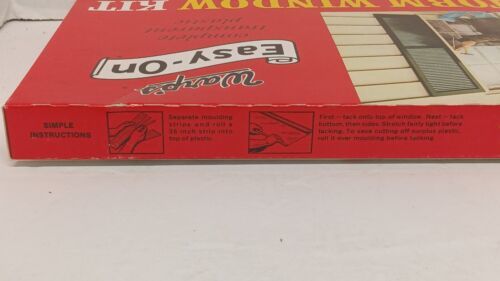 STORM WINDOW KIT
complete
transparent
plastic
Warp's
Easy-On
SIMPLE
INSTRUCTIONS
Separate moulding
strips and roll a
36 inch strip into
top of plastic.
First — tack onto top of window. Next — tack
bottom, then sides. Stretch fairly tight before
tacking. To save cutting off surplus plastic,
roll it over moulding before tacking.